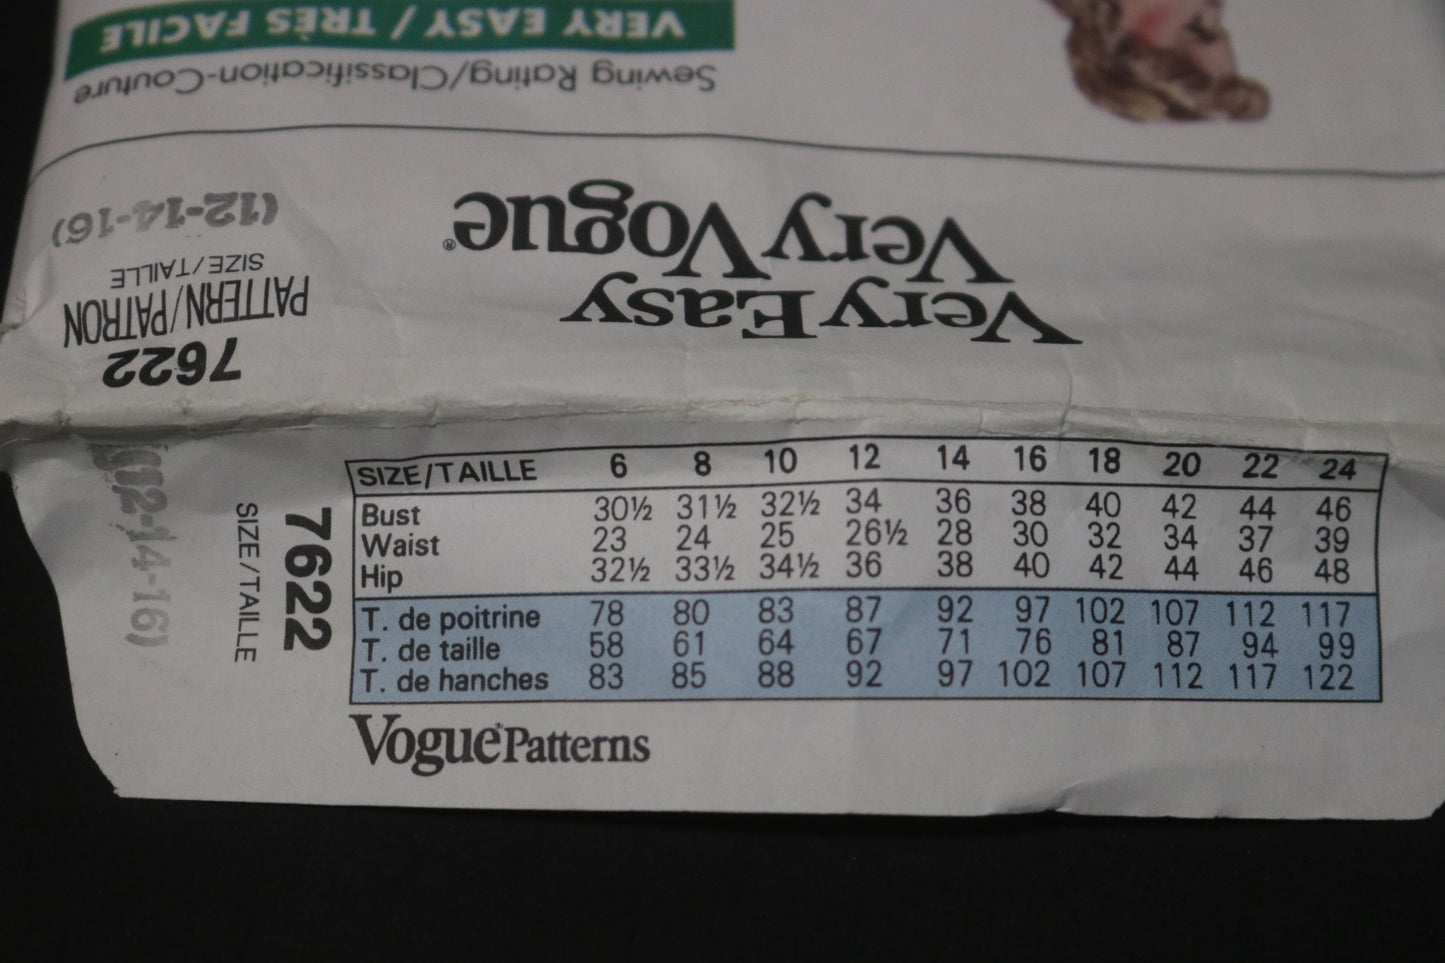 VERY EASY / TRÈS FACILE
Sewing Rating/Classification-Couture
Very Easy
Very Vogue®
7622
PATTERN/PATRON
SIZE/TAILLE
(12-14-16)
7622
SIZE/TAILLE
12-14-16)
SIZE/TAILLE 6 8 10 12 14 16 18 20 22 24
Bust 30½ 31½ 32½ 34 36 38 40 42 44 46
Waist 23 24 25 26½ 28 30 32 34 37 39
Hip 32½ 33½ 34½ 36 38 40 42 44 46 48
T. de poitrine 78 80 83 87 92 97 102 107 112 117
T. de taille 58 61 64 67 71 76 81 87 94 99
T. de hanches 83 85 88 92 97 102 107 112 117 122
Vogue Patterns